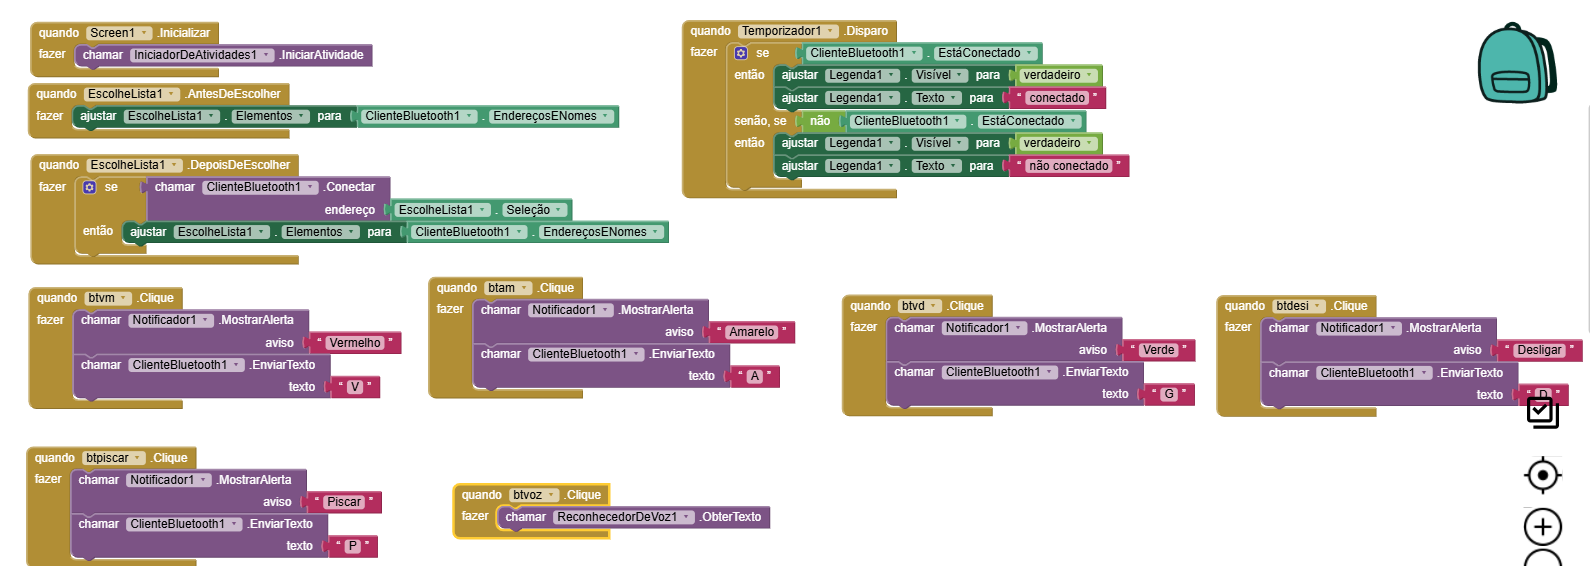 quando Screen1 .Inicializar
fazer chamar IniciadorDeAtividades1 .IniciarAtividade
quando EscolheLista1 .AntesDeEscolher
fazer ajustar EscolheLista1 . Elementos para ClienteBluetooth1 . EndereçosENomes
quando EscolheLista1 .DepoisDeEscolher
fazer se chamar ClienteBluetooth1 .Conectar
endereço EscolheLista1 . Seleção
então ajustar EscolheLista1 . Elementos para ClienteBluetooth1 . EndereçosENomes
quando Temporizador1 .Disparo
fazer se ClienteBluetooth1 . EstáConectado
então ajustar Legenda1 . Visível para verdadeiro
ajustar Legenda1 . Texto para “ conectado ”
senão, se não ClienteBluetooth1 . EstáConectado
então ajustar Legenda1 . Visível para verdadeiro
ajustar Legenda1 . Texto para “ não conectado ”
quando btvm .Clique
fazer chamar Notificador1 .MostrarAlerta
aviso “ Vermelho ”
chamar ClienteBluetooth1 .EnviarTexto
texto “ V ”
quando btam .Clique
fazer chamar Notificador1 .MostrarAlerta
aviso “ Amarelo ”
chamar ClienteBluetooth1 .EnviarTexto
texto “ A ”
quando btvd .Clique
fazer chamar Notificador1 .MostrarAlerta
aviso “ Verde ”
chamar ClienteBluetooth1 .EnviarTexto
texto “ G ”
quando btdesi .Clique
fazer chamar Notificador1 .MostrarAlerta
aviso “ Desligar ”
chamar ClienteBluetooth1 .EnviarTexto
texto “ D ”
quando btpiscar .Clique
fazer chamar Notificador1 .MostrarAlerta
aviso “ Piscar ”
chamar ClienteBluetooth1 .EnviarTexto
texto “ P ”
quando btvoz .Clique
fazer chamar ReconhecedorDeVoz1 .ObterTexto